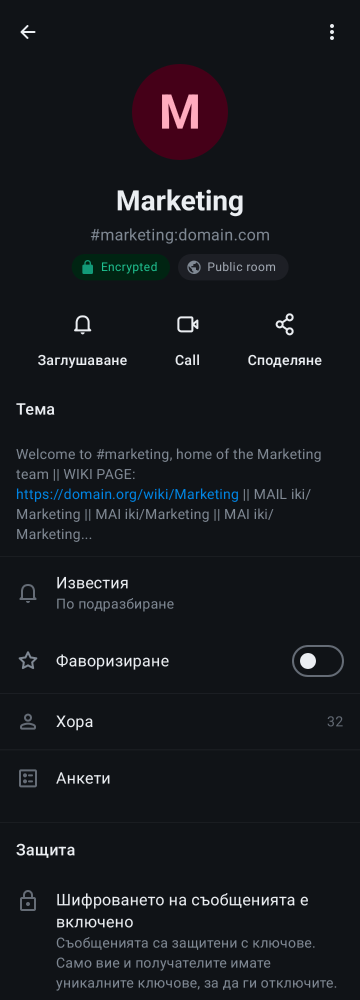 M
Marketing
#marketing:domain.com
Encrypted
Public room
Заглушаване
Call
Споделяне
Тема
Welcome to #marketing, home of the Marketing
team || WIKI PAGE:
https://domain.org/wiki/Marketing || MAIL iki/
Marketing || MAI iki/Marketing || MAI iki/
Marketing...
Известия
По подразбиране
Фаворизиране
Хора
32
Анкети
Защита
Шифроването на съобщенията е
включено
Съобщенията са защитени с ключове.
Само вие и получателите имате
уникалните ключове, за да ги отключите.